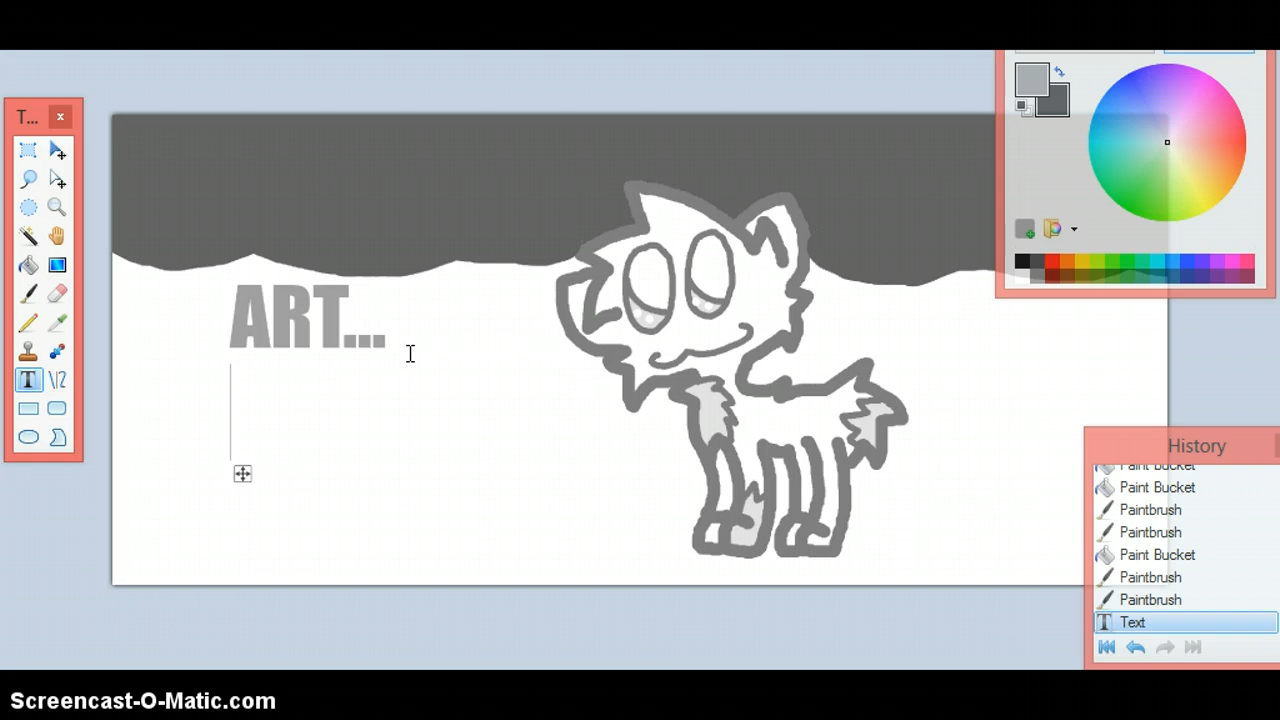 T...
ART...
History
Paint Bucket
Paint Bucket
Paintbrush
Paintbrush
Paint Bucket
Paintbrush
Paintbrush
Text
Screencast-O-Matic.com